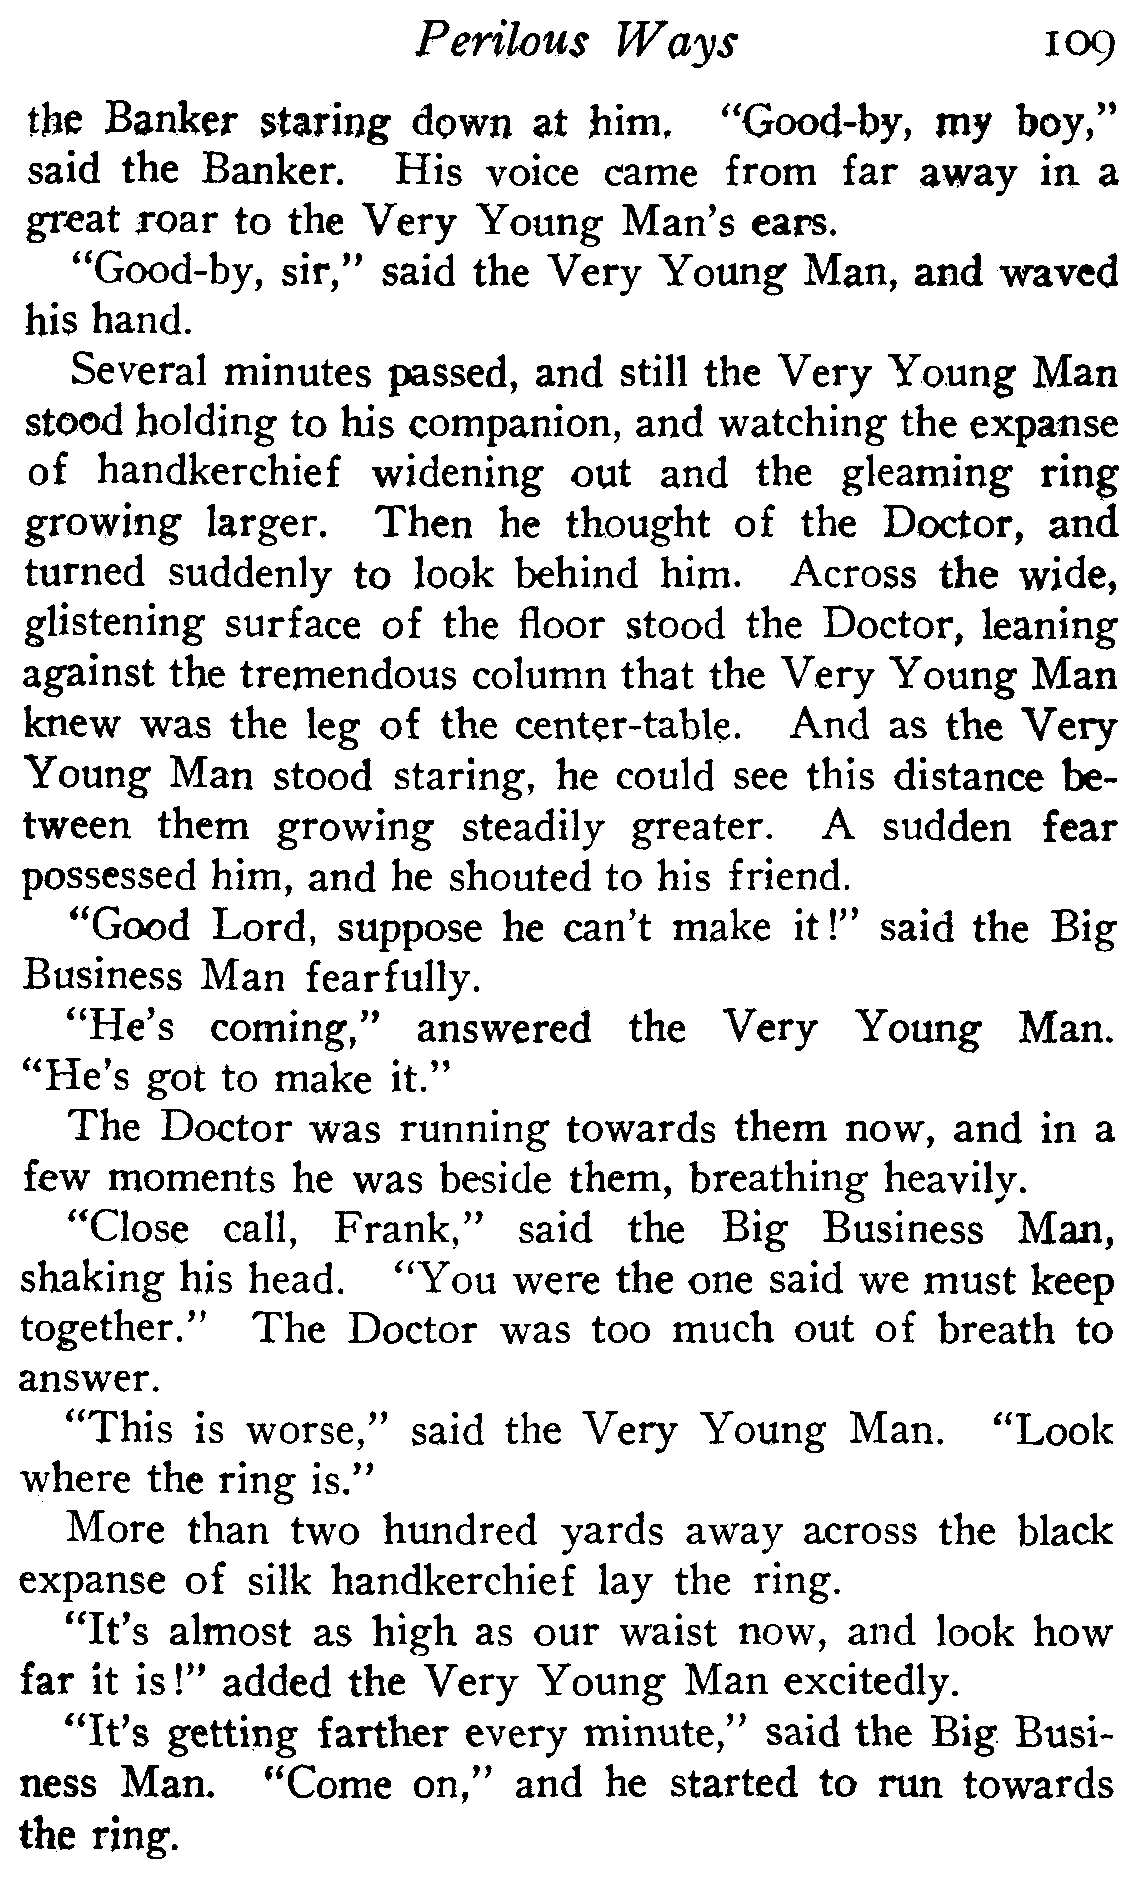 Perilous Ways 109
the Banker staring down at him. "Good-by, my boy,"
said the Banker. His voice came from far away in a
great roar to the Very Young Man's ears.
"Good-by, sir," said the Very Young Man, and waved
his hand.
Several minutes passed, and still the Very Young Man
stood holding to his companion, and watching the expanse
of handkerchief widening out and the gleaming ring
growing larger. Then he thought of the Doctor, and
turned suddenly to look behind him. Across the wide,
glistening surface of the floor stood the Doctor, leaning
against the tremendous column that the Very Young Man
knew was the leg of the center-table. And as the Very
Young Man stood staring, he could see this distance be-
tween them growing steadily greater. A sudden fear
possessed him, and he shouted to his friend.
"Good Lord, suppose he can't make it!" said the Big
Business Man fearfully.
"He's coming," answered the Very Young Man.
"He's got to make it."
The Doctor was running towards them now, and in a
few moments he was beside them, breathing heavily.
"Close call, Frank," said the Big Business Man,
shaking his head. "You were the one said we must keep
together." The Doctor was too much out of breath to
answer.
"This is worse," said the Very Young Man. "Look
where the ring is."
More than two hundred yards away across the black
expanse of silk handkerchief lay the ring.
"It's almost as high as our waist now, and look how
far it is!" added the Very Young Man excitedly.
"It's getting farther every minute," said the Big Busi-
ness Man. "Come on," and he started to run towards
the ring.